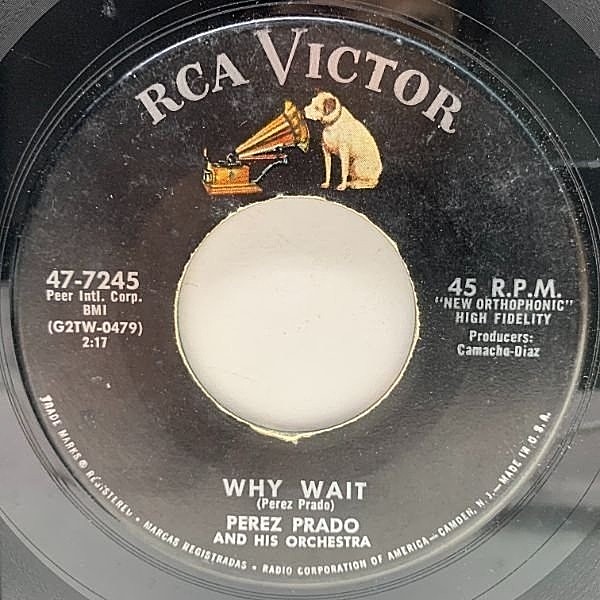 RCA VICTOR
47-7245
Peer Intl. Corp.
BMI
(G2TW-0479)
2:17
45 R.P.M.
"NEW ORTHOPHONIC"
HIGH FIDELITY
Producers:
Camacho-Diaz
WHY WAIT
(Perez Prado)
PEREZ PRADO
AND HIS ORCHESTRA
TRADE MARKS ® REGISTERED • MARCAS REGISTRADAS • RADIO CORPORATION OF AMERICA—CAMDEN, N. J.—MADE IN U.S.A.